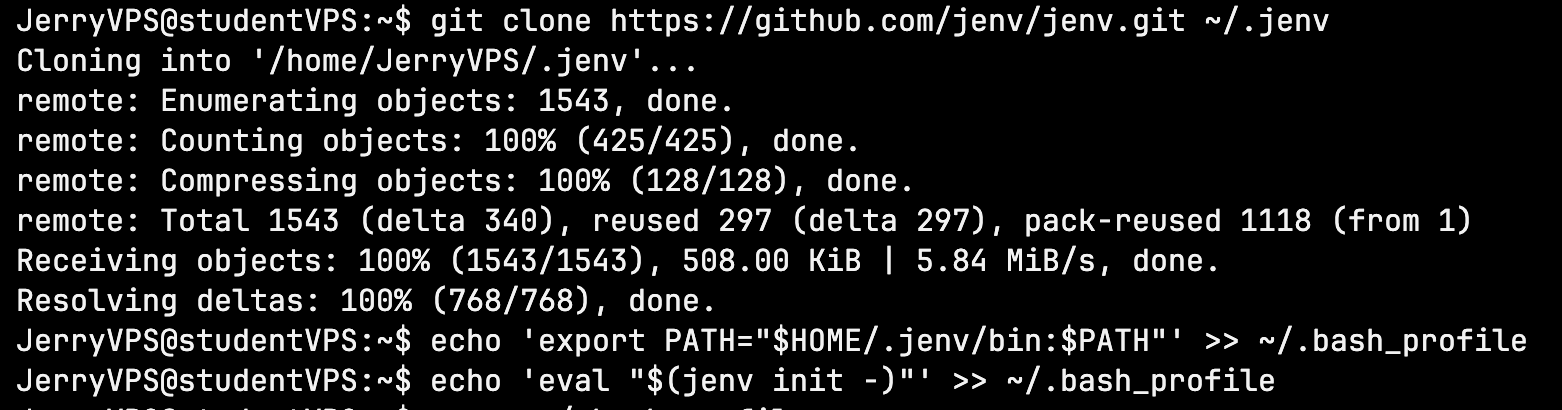 JerryVPS@studentVPS:~$ git clone https://github.com/jenv/jenv.git ~/.jenv
Cloning into '/home/JerryVPS/.jenv'...
remote: Enumerating objects: 1543, done.
remote: Counting objects: 100% (425/425), done.
remote: Compressing objects: 100% (128/128), done.
remote: Total 1543 (delta 340), reused 297 (delta 297), pack-reused 1118 (from 1)
Receiving objects: 100% (1543/1543), 508.00 KiB | 5.84 MiB/s, done.
Resolving deltas: 100% (768/768), done.
JerryVPS@studentVPS:~$ echo 'export PATH="$HOME/.jenv/bin:$PATH"' >> ~/.bash_profile
JerryVPS@studentVPS:~$ echo 'eval "$(jenv init -)"' >> ~/.bash_profile